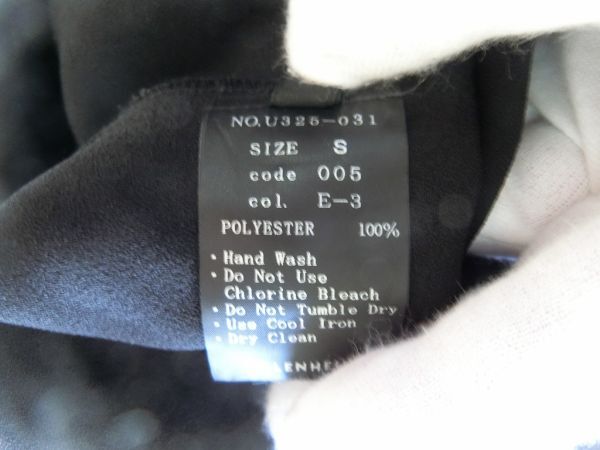 NO.U325-031
SIZE S
code 005
col. E-3
POLYESTER 100%
・Hand Wash
・Do Not Use
Chlorine Bleach
・Do Not Tumble Dry
・Use Cool Iron
・Dry Clean